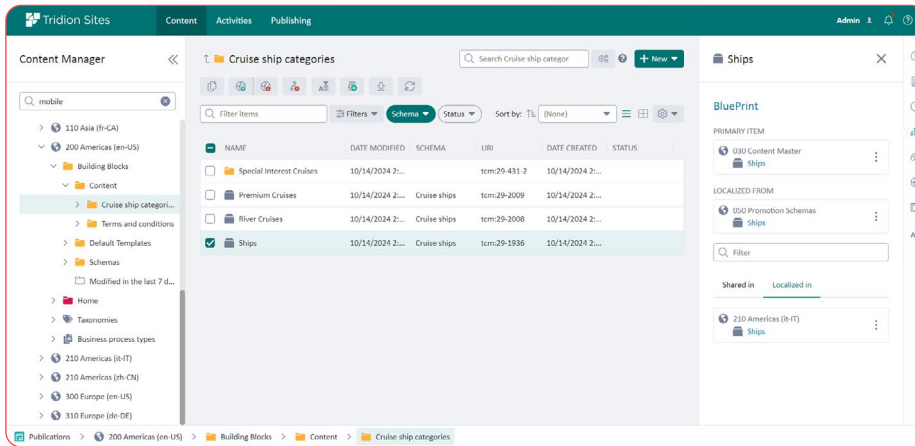 Tridion Sites
Content Activities Publishing
Admin
Content Manager
mobile
110 Asia (fr-CA)
200 Americas (en-US)
Building Blocks
Content
Cruise ship categori...
Terms and conditions
Default Templates
Schemas
Modified in the last 7 d...
Home
Taxonomies
Business process types
210 Americas (it-IT)
210 Americas (zh-CN)
300 Europe (en-US)
310 Europe (de-DE)
Cruise ship categories
Search Cruise ship categor
+ New
Filter items
Filters
Schema
Status
Sort by: (None)
NAME DATE MODIFIED SCHEMA URI DATE CREATED STATUS
Special Interest Cruises 10/14/2024 2:... tcm:29-431-2 10/14/2024 2:...
Premium Cruises 10/14/2024 2:... Cruise ships tcm:29-2009 10/14/2024 2:...
River Cruises 10/14/2024 2:... Cruise ships tcm:29-2008 10/14/2024 2:...
Ships 10/14/2024 2:... Cruise ships tcm:29-1936 10/14/2024 2:...
Ships
BluePrint
PRIMARY ITEM
030 Content Master
Ships
LOCALIZED FROM
050 Promotion Schemas
Ships
Filter
Shared in Localized in
210 Americas (it-IT)
Ships
Publications > 200 Americas (en-US) > Building Blocks > Content > Cruise ship categories